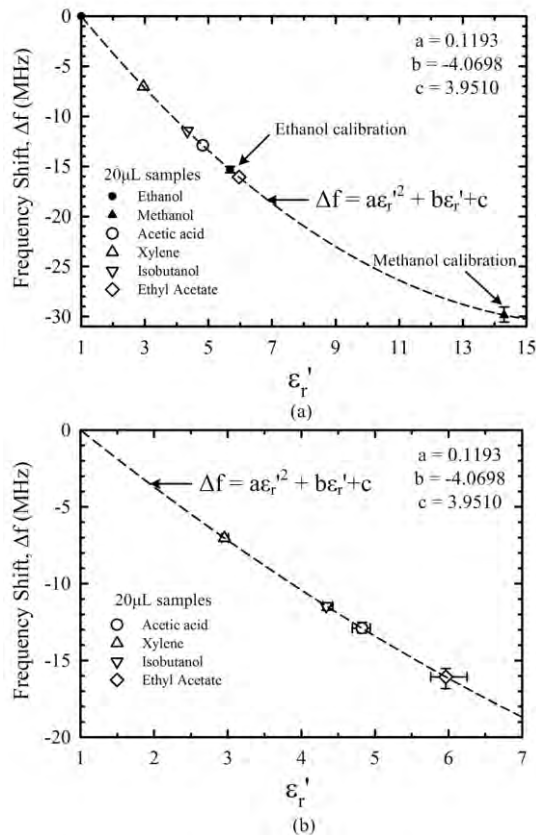 0
-5
-10
-15
-20
-25
-30
Frequency Shift, Δf (MHz)
a = 0.1193
b = -4.0698
c = 3.9510
Ethanol calibration
20μL samples
Ethanol
Methanol
Acetic acid
Xylene
Isobutanol
Ethyl Acetate
Δf = aεr'² + bεr'+c
Methanol calibration
1 3 5 7 9 11 13 15
εr'
(a)
0
-5
-10
-15
-20
Frequency Shift, Δf (MHz)
Δf = aεr'² + bεr'+c
a = 0.1193
b = -4.0698
c = 3.9510
20μL samples
Acetic acid
Xylene
Isobutanol
Ethyl Acetate
1 2 3 4 5 6 7
εr'
(b)